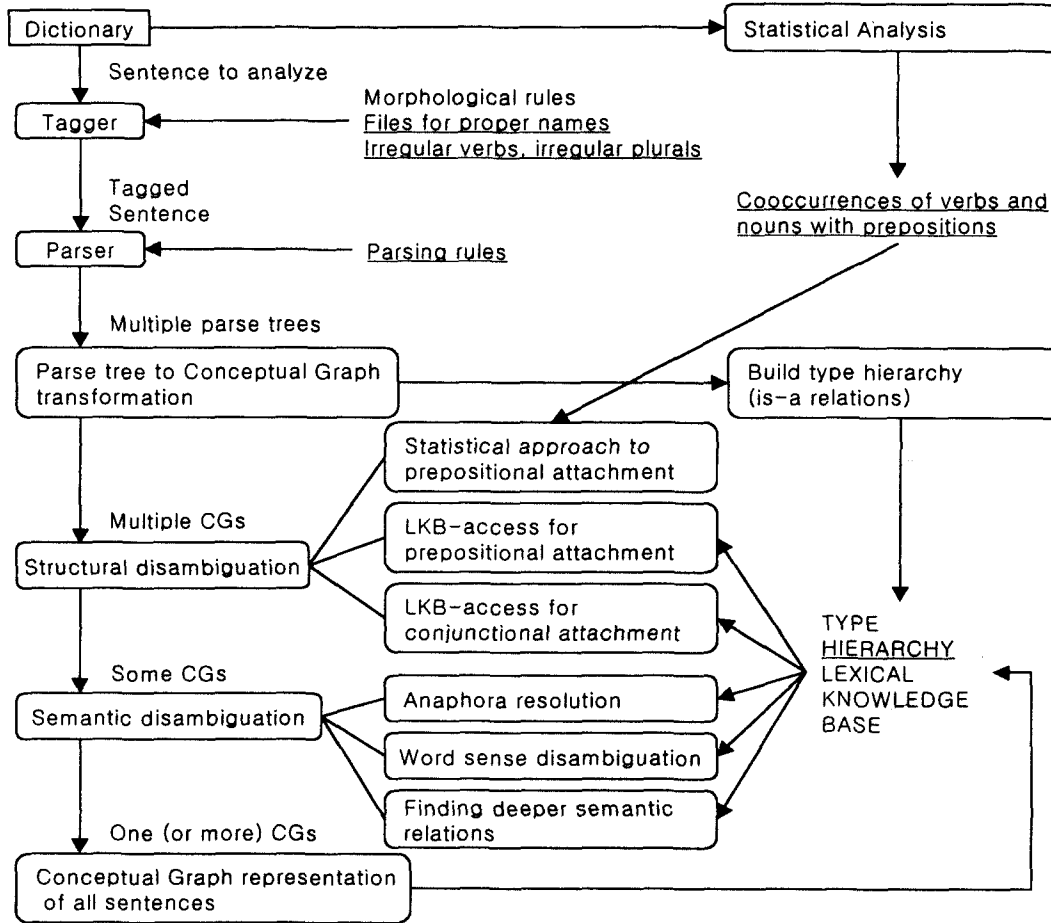 Dictionary
Statistical Analysis
Sentence to analyze
Tagger
Morphological rules
Files for proper names
Irregular verbs, irregular plurals
Tagged
Sentence
Cooccurrences of verbs and
nouns with prepositions
Parser
Parsing rules
Multiple parse trees
Parse tree to Conceptual Graph
transformation
Build type hierarchy
(is-a relations)
Statistical approach to
prepositional attachment
Multiple CGs
LKB-access for
prepositional attachment
Structural disambiguation
LKB-access for
conjunctional attachment
TYPE
HIERARCHY
LEXICAL
KNOWLEDGE
BASE
Some CGs
Semantic disambiguation
Anaphora resolution
Word sense disambiguation
Finding deeper semantic
relations
One (or more) CGs
Conceptual Graph representation
of all sentences